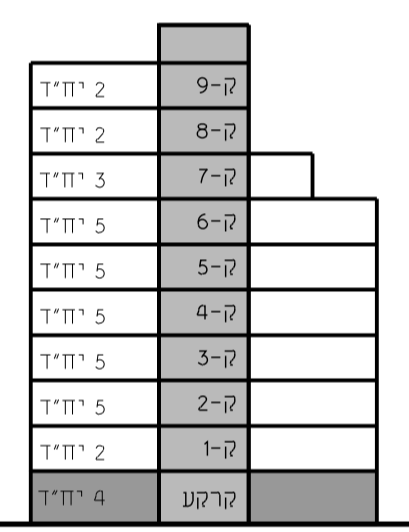 ק-9 2 יח"ד
ק-8 2 יח"ד
ק-7 3 יח"ד
ק-6 5 יח"ד
ק-5 5 יח"ד
ק-4 5 יח"ד
ק-3 5 יח"ד
ק-2 5 יח"ד
ק-1 2 יח"ד
קרקע 4 יח"ד